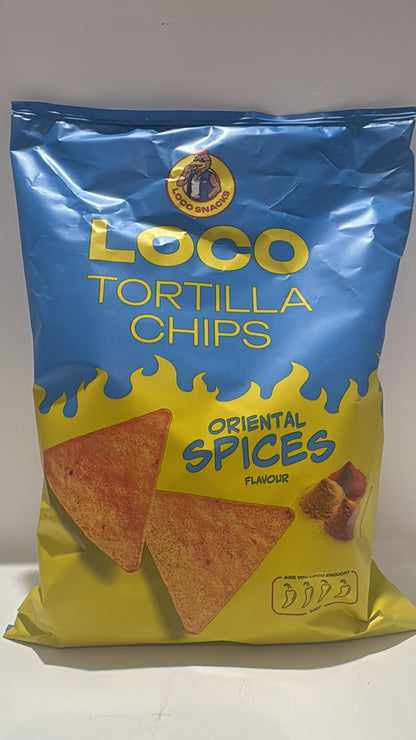 LOCO SNACKS
LOCO
TORTILLA
CHIPS
ORIENTAL
SPICES
FLAVOUR
ARE YOU LOCO ENOUGH?
EASY